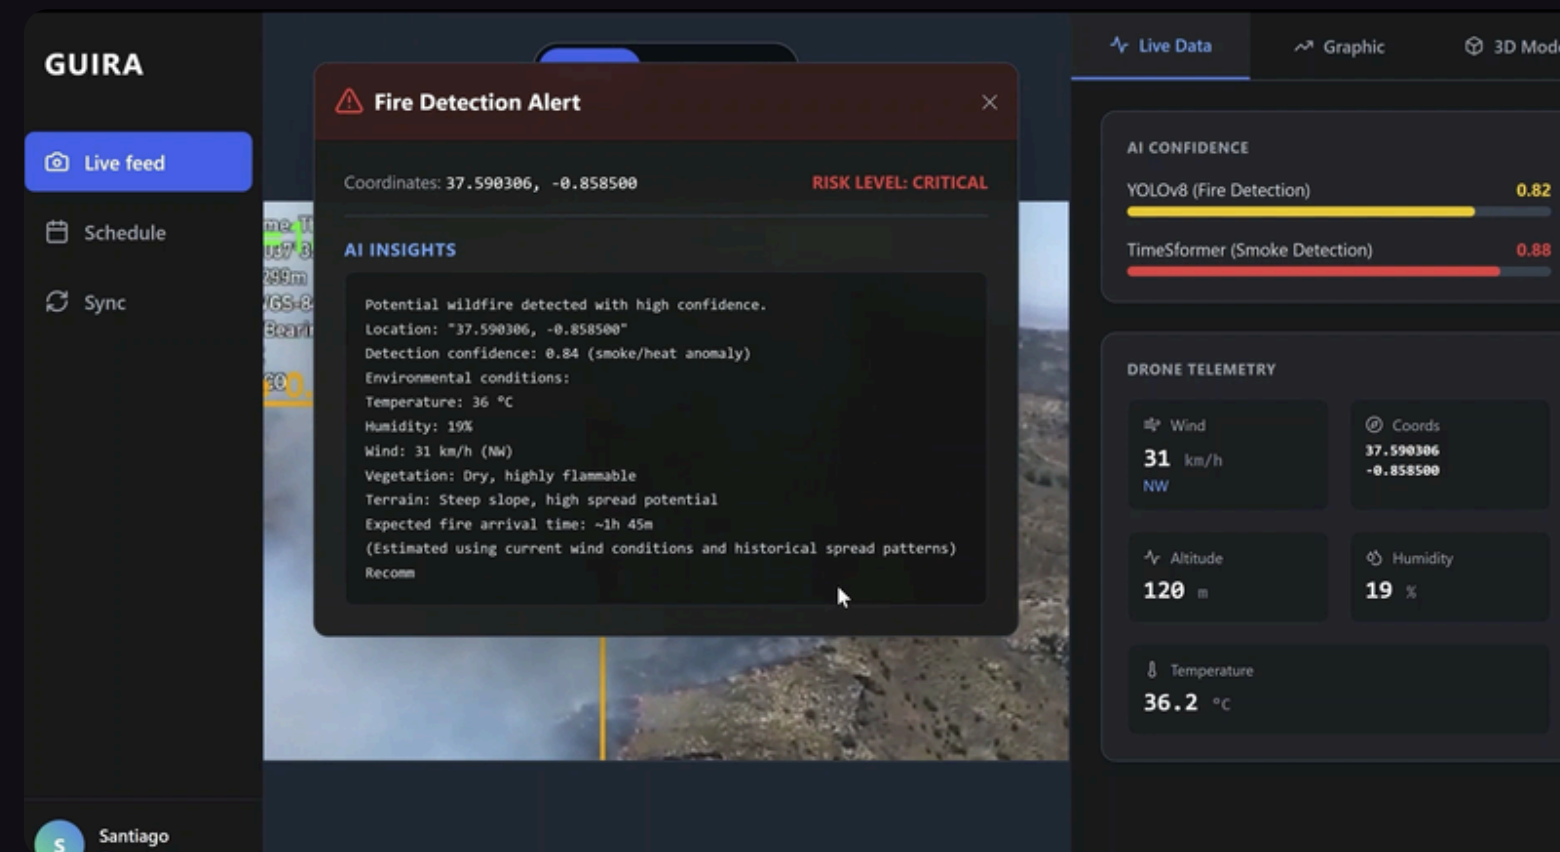 GUIRA
Live feed
Schedule
Sync
Santiago
S
Fire Detection Alert
Coordinates: 37.590306, -0.858500
RISK LEVEL: CRITICAL
AI INSIGHTS
Potential wildfire detected with high confidence.
Location: "37.590306, -0.858500"
Detection confidence: 0.84 (smoke/heat anomaly)
Environmental conditions:
Temperature: 36 °C
Humidity: 19%
Wind: 31 km/h (NW)
Vegetation: Dry, highly flammable
Terrain: Steep slope, high spread potential
Expected fire arrival time: ~1h 45m
(Estimated using current wind conditions and historical spread patterns)
Recomm
299m
Live Data
Graphic
3D Mod
AI CONFIDENCE
YOLOv8 (Fire Detection) 0.82
TimeSformer (Smoke Detection) 0.88
DRONE TELEMETRY
Wind
31 km/h
NW
Coords
37.590306
-0.858500
Altitude
120 m
Humidity
19 %
Temperature
36.2 °C